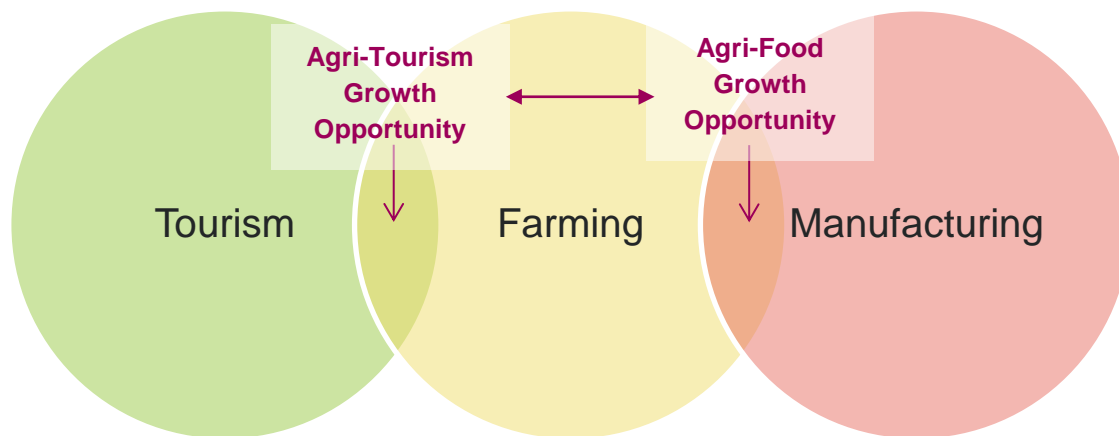 Agri-Tourism
Growth
Opportunity
Agri-Food
Growth
Opportunity
Tourism
Farming
Manufacturing